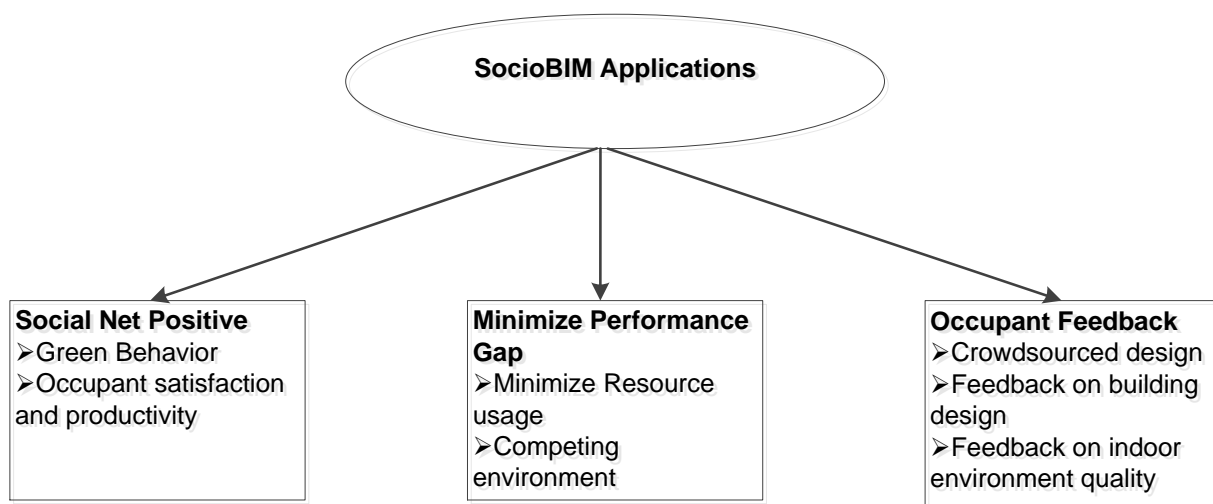 SocioBIM Applications
Social Net Positive
➢Green Behavior
➢Occupant satisfaction
and productivity
Minimize Performance
Gap
➢Minimize Resource
usage
➢Competing
environment
Occupant Feedback
➢Crowdsourced design
➢Feedback on building
design
➢Feedback on indoor
environment quality